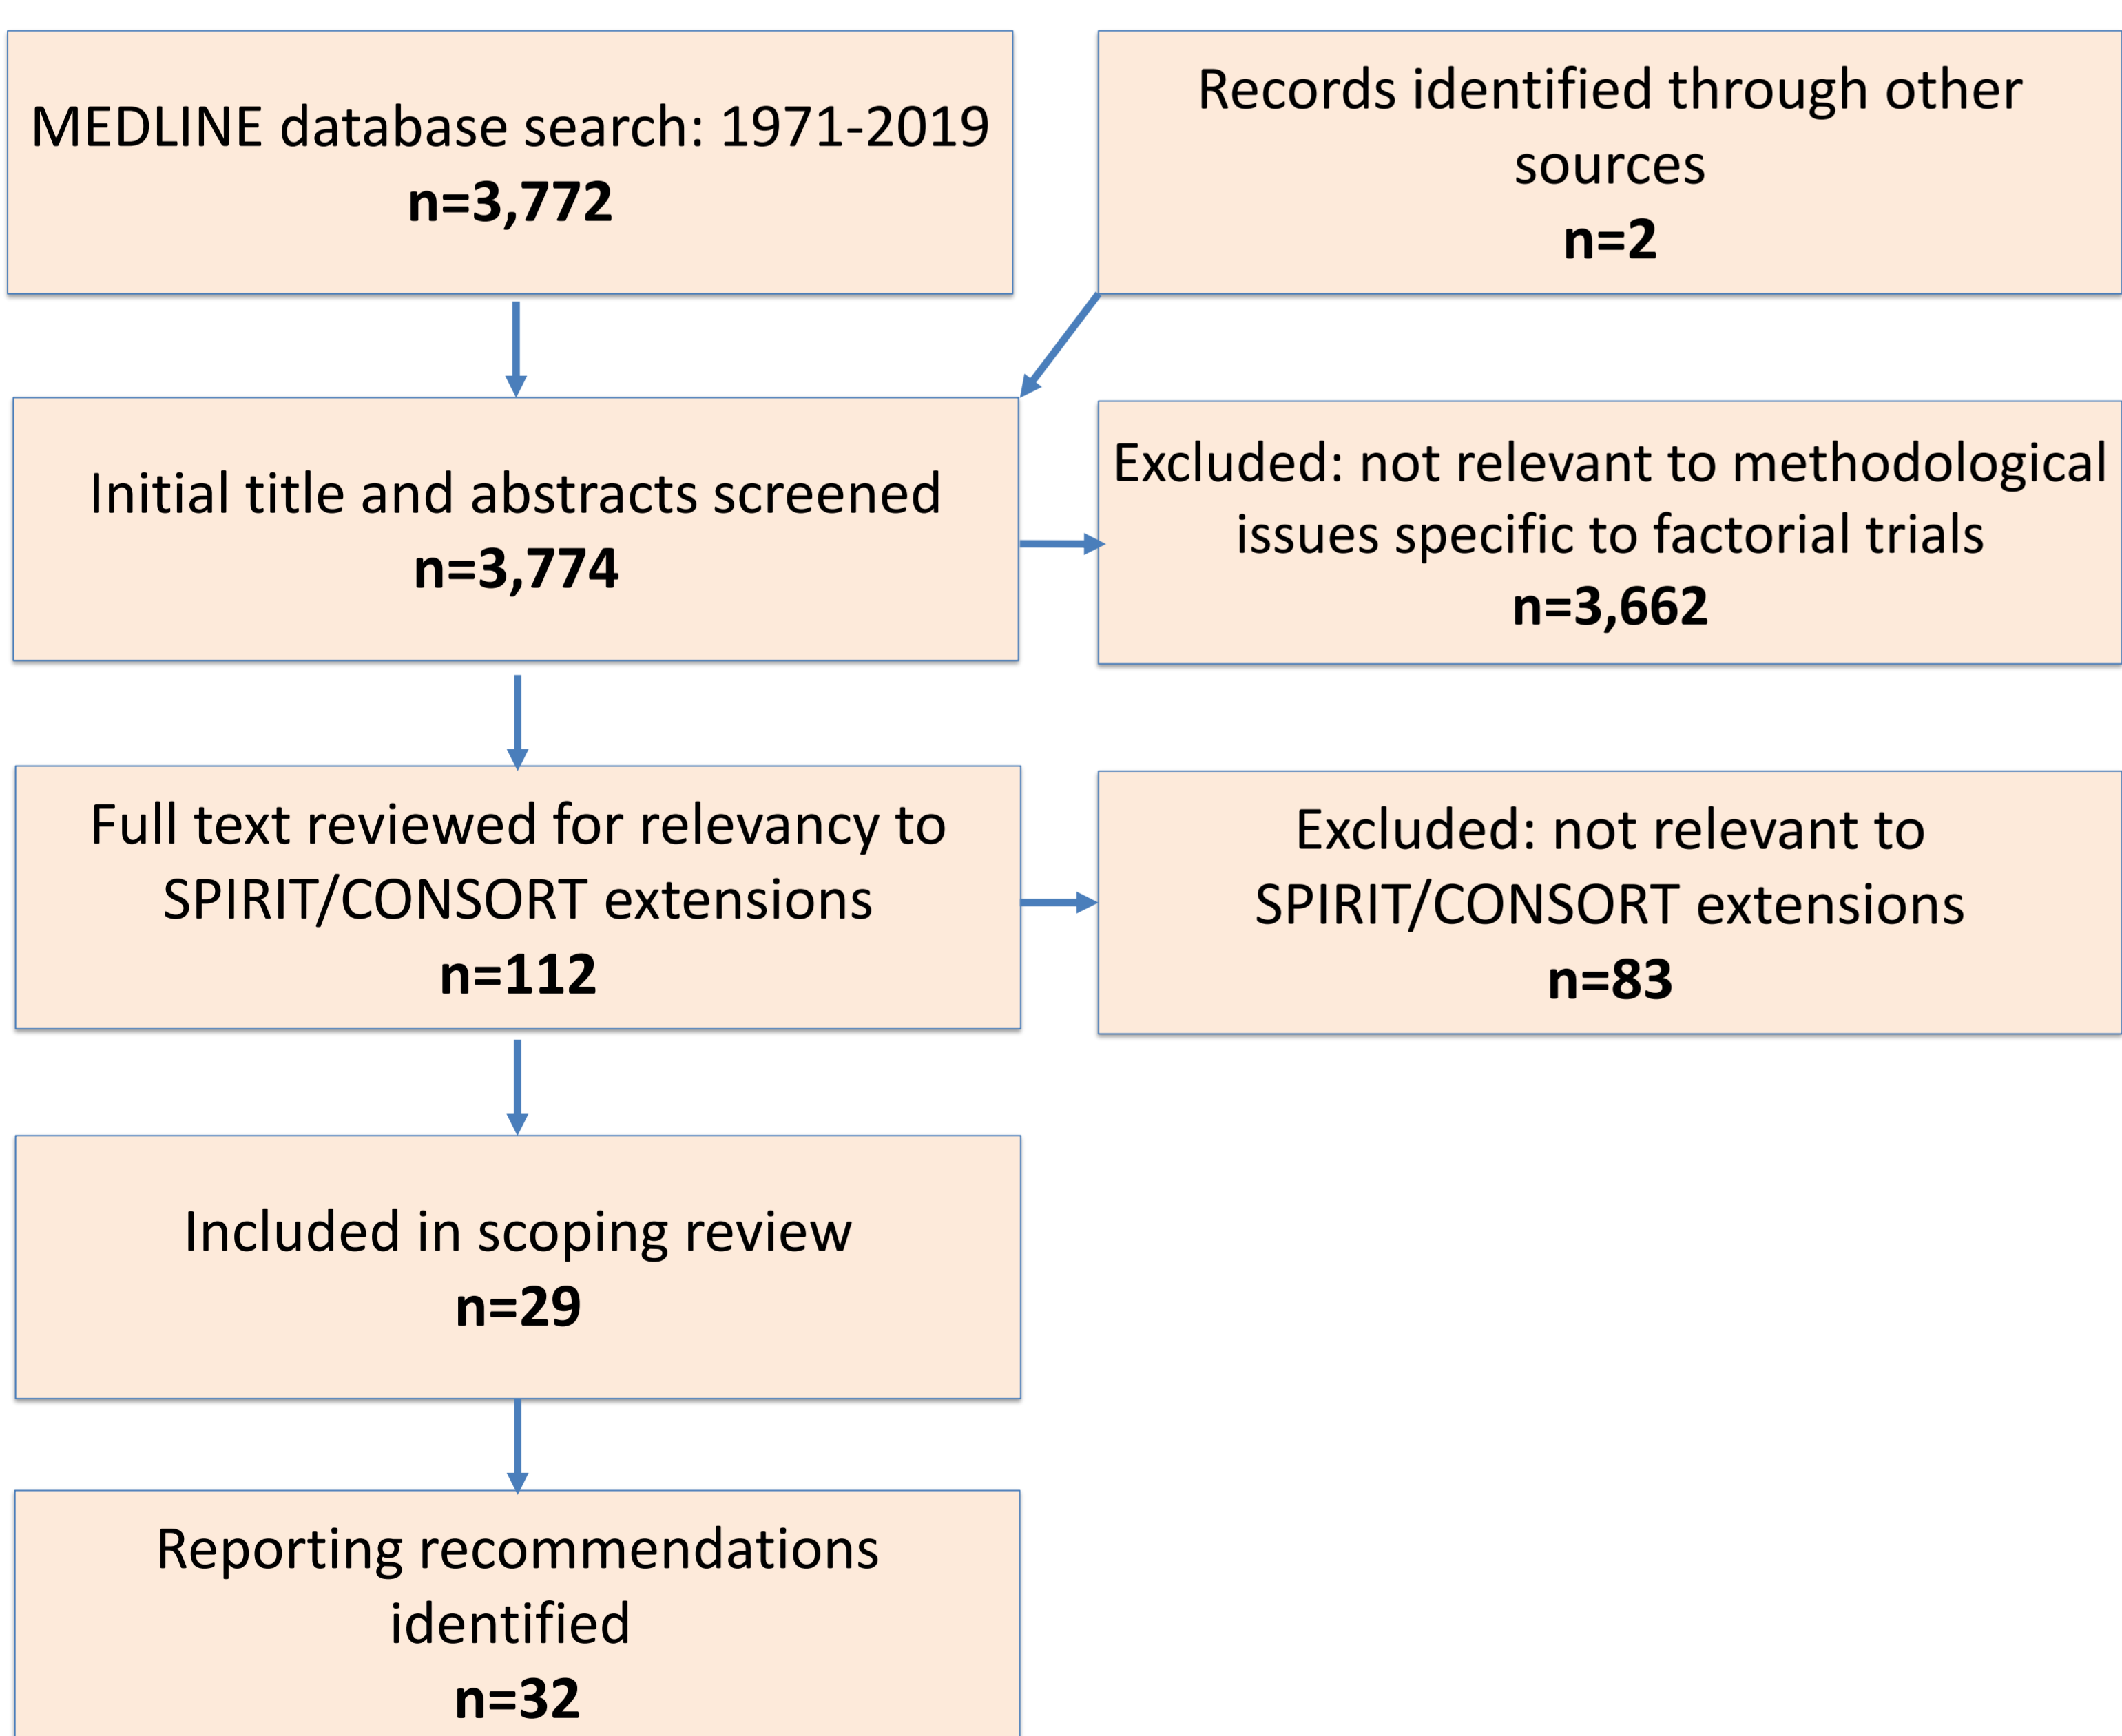 MEDLINE database search: 1971-2019
n=3,772
Records identified through other
sources
n=2
Initial title and abstracts screened
n=3,774
Excluded: not relevant to methodological
issues specific to factorial trials
n=3,662
Full text reviewed for relevancy to
SPIRIT/CONSORT extensions
n=112
Excluded: not relevant to
SPIRIT/CONSORT extensions
n=83
Included in scoping review
n=29
Reporting recommendations
identified
n=32